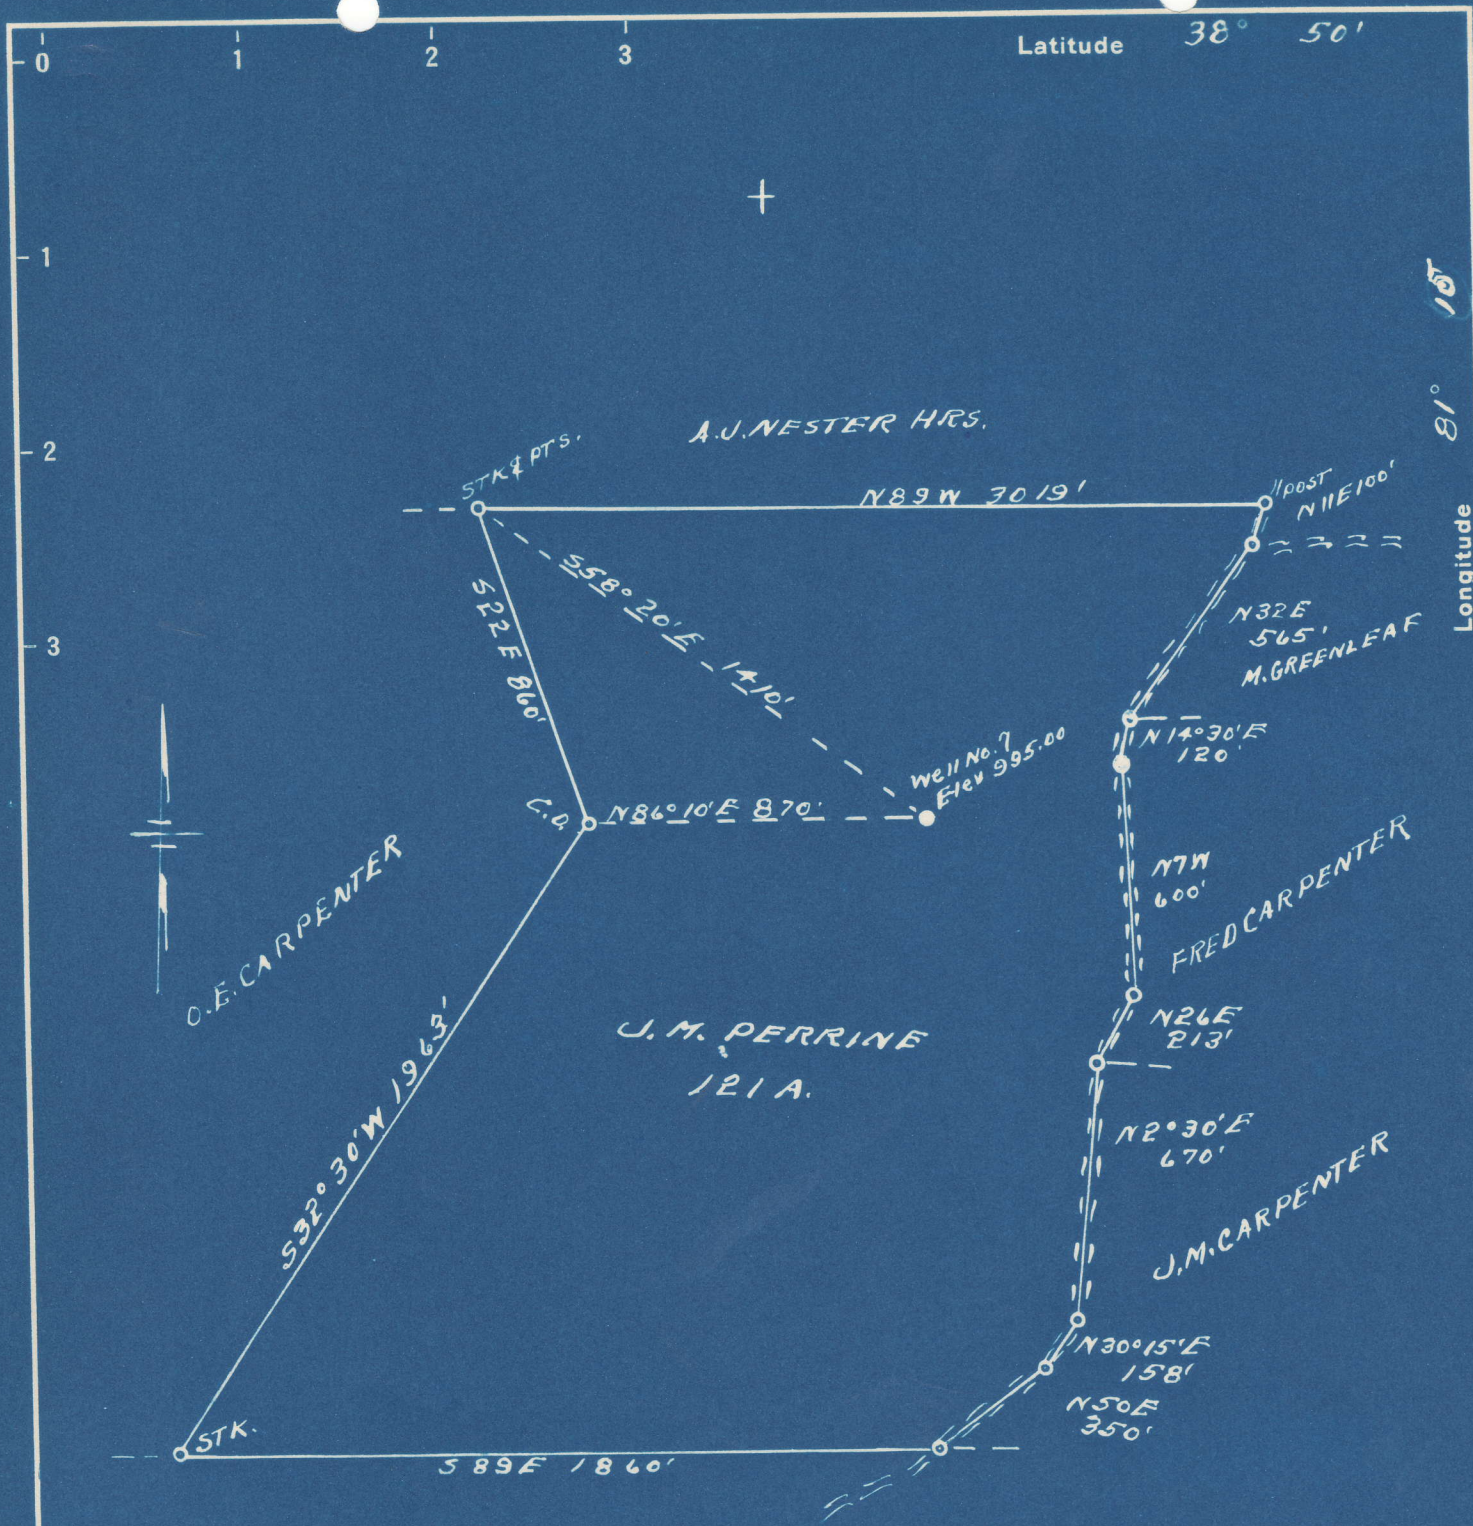 0 1 2 3 Latitude 38° 50'
1
2
3
81°
Longitude
A.J. NESTER HRS.
STK & PTS.
N89W 3019'
post
N11E 100'
S58°20'E 1410'
S22E 860'
N32E
565'
M. GREENLEAF
N14°30'E
120'
Well No. 7
Elev 995.00
C.O.
N86°10'E 870'
N7W
600'
O.E. CARPENTER
FRED CARPENTER
J.M. PERRINE
121 A.
N26E
213'
S32°30'W 1963'
N2°30'E
670'
J.M. CARPENTER
N30°15'E
158'
N50E
350'
STK.
S89E 1860'